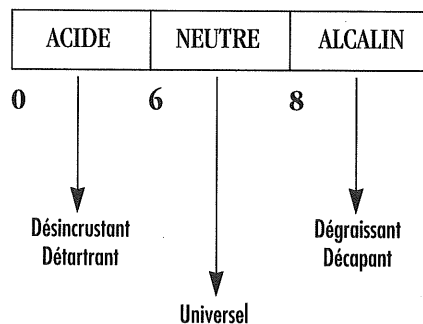 ACIDE NEUTRE ALCALIN
0 6 8
Désincrustant
Détartrant
Dégraissant
Décapant
Universel